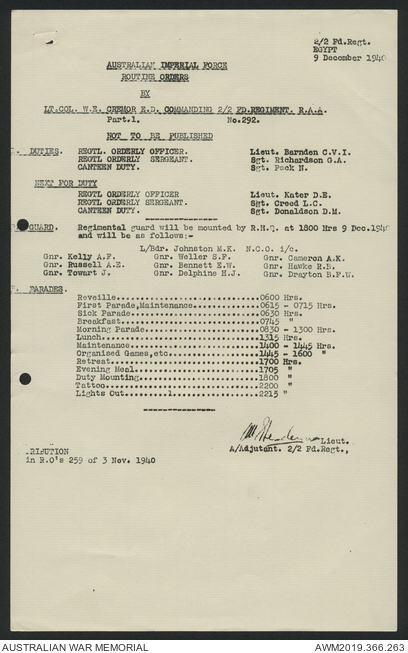 2/2 Fd.Regt.
EGYPT
9 December 1940
AUSTRALIAN IMPERIAL FORCE
ROUTINE ORDERS
BY
LT.COL. W.E. CREMOR E.D. COMMANDING 2/2 FD.REGIMENT. R.A.A.
Part.1. No.292.
NOT TO BE PUBLISHED
DUTIES. REGTL. ORDERLY OFFICER. Lieut. Barnden C.V.I.
REGTL ORDERLY SERGEANT. Sgt. Richardson G.A.
CANTEEN DUTY. Sgt. Pack N.
NEXT FOR DUTY
REGTL ORDERLY OFFICER Lieut. Kater D.E.
REGTL. ORDERLY SERGEANT. Sgt. Creed L.C.
CANTEEN DUTY. Sgt. Donaldson D.M.
GUARD. Regimental guard will be mounted by R.H.Q. at 1800 Hrs 9 Dec.1940
and will be as follows:-
L/Bdr. Johnston M.K. N.C.O. i/c.
Gnr. Kelly A.F. Gnr. Weller S.F. Gnr. Cameron A.K.
Gnr. Russell A.E. Gnr. Bennett E.W. Gnr. Hawke R.B.
Gnr. Towart J. Gnr. Delphins H.J. Gnr. Drayton B.F.W.
PARADES.
Reveille 0600 Hrs.
First Parade,Maintenance 0615 - 0715 Hrs.
Sick Parade 0630 Hrs.
Breakfast 0745 "
Morning Parade 0830 - 1300 Hrs.
Lunch 1315 Hrs.
Maintenance 1400 - 1445 Hrs.
Organised Games,etc 1445 - 1600 "
Retreat 1700 Hrs.
Evening Meal 1705 "
Duty Mounting 1800 "
Tattoo 2200 "
Lights Out 2215 "
Lieut.
A/Adjutant. 2/2 Fd.Regt.,
RIBUTION
in R.O's 259 of 3 Nov. 1940
AUSTRALIAN WAR MEMORIAL AWM2019.366.263